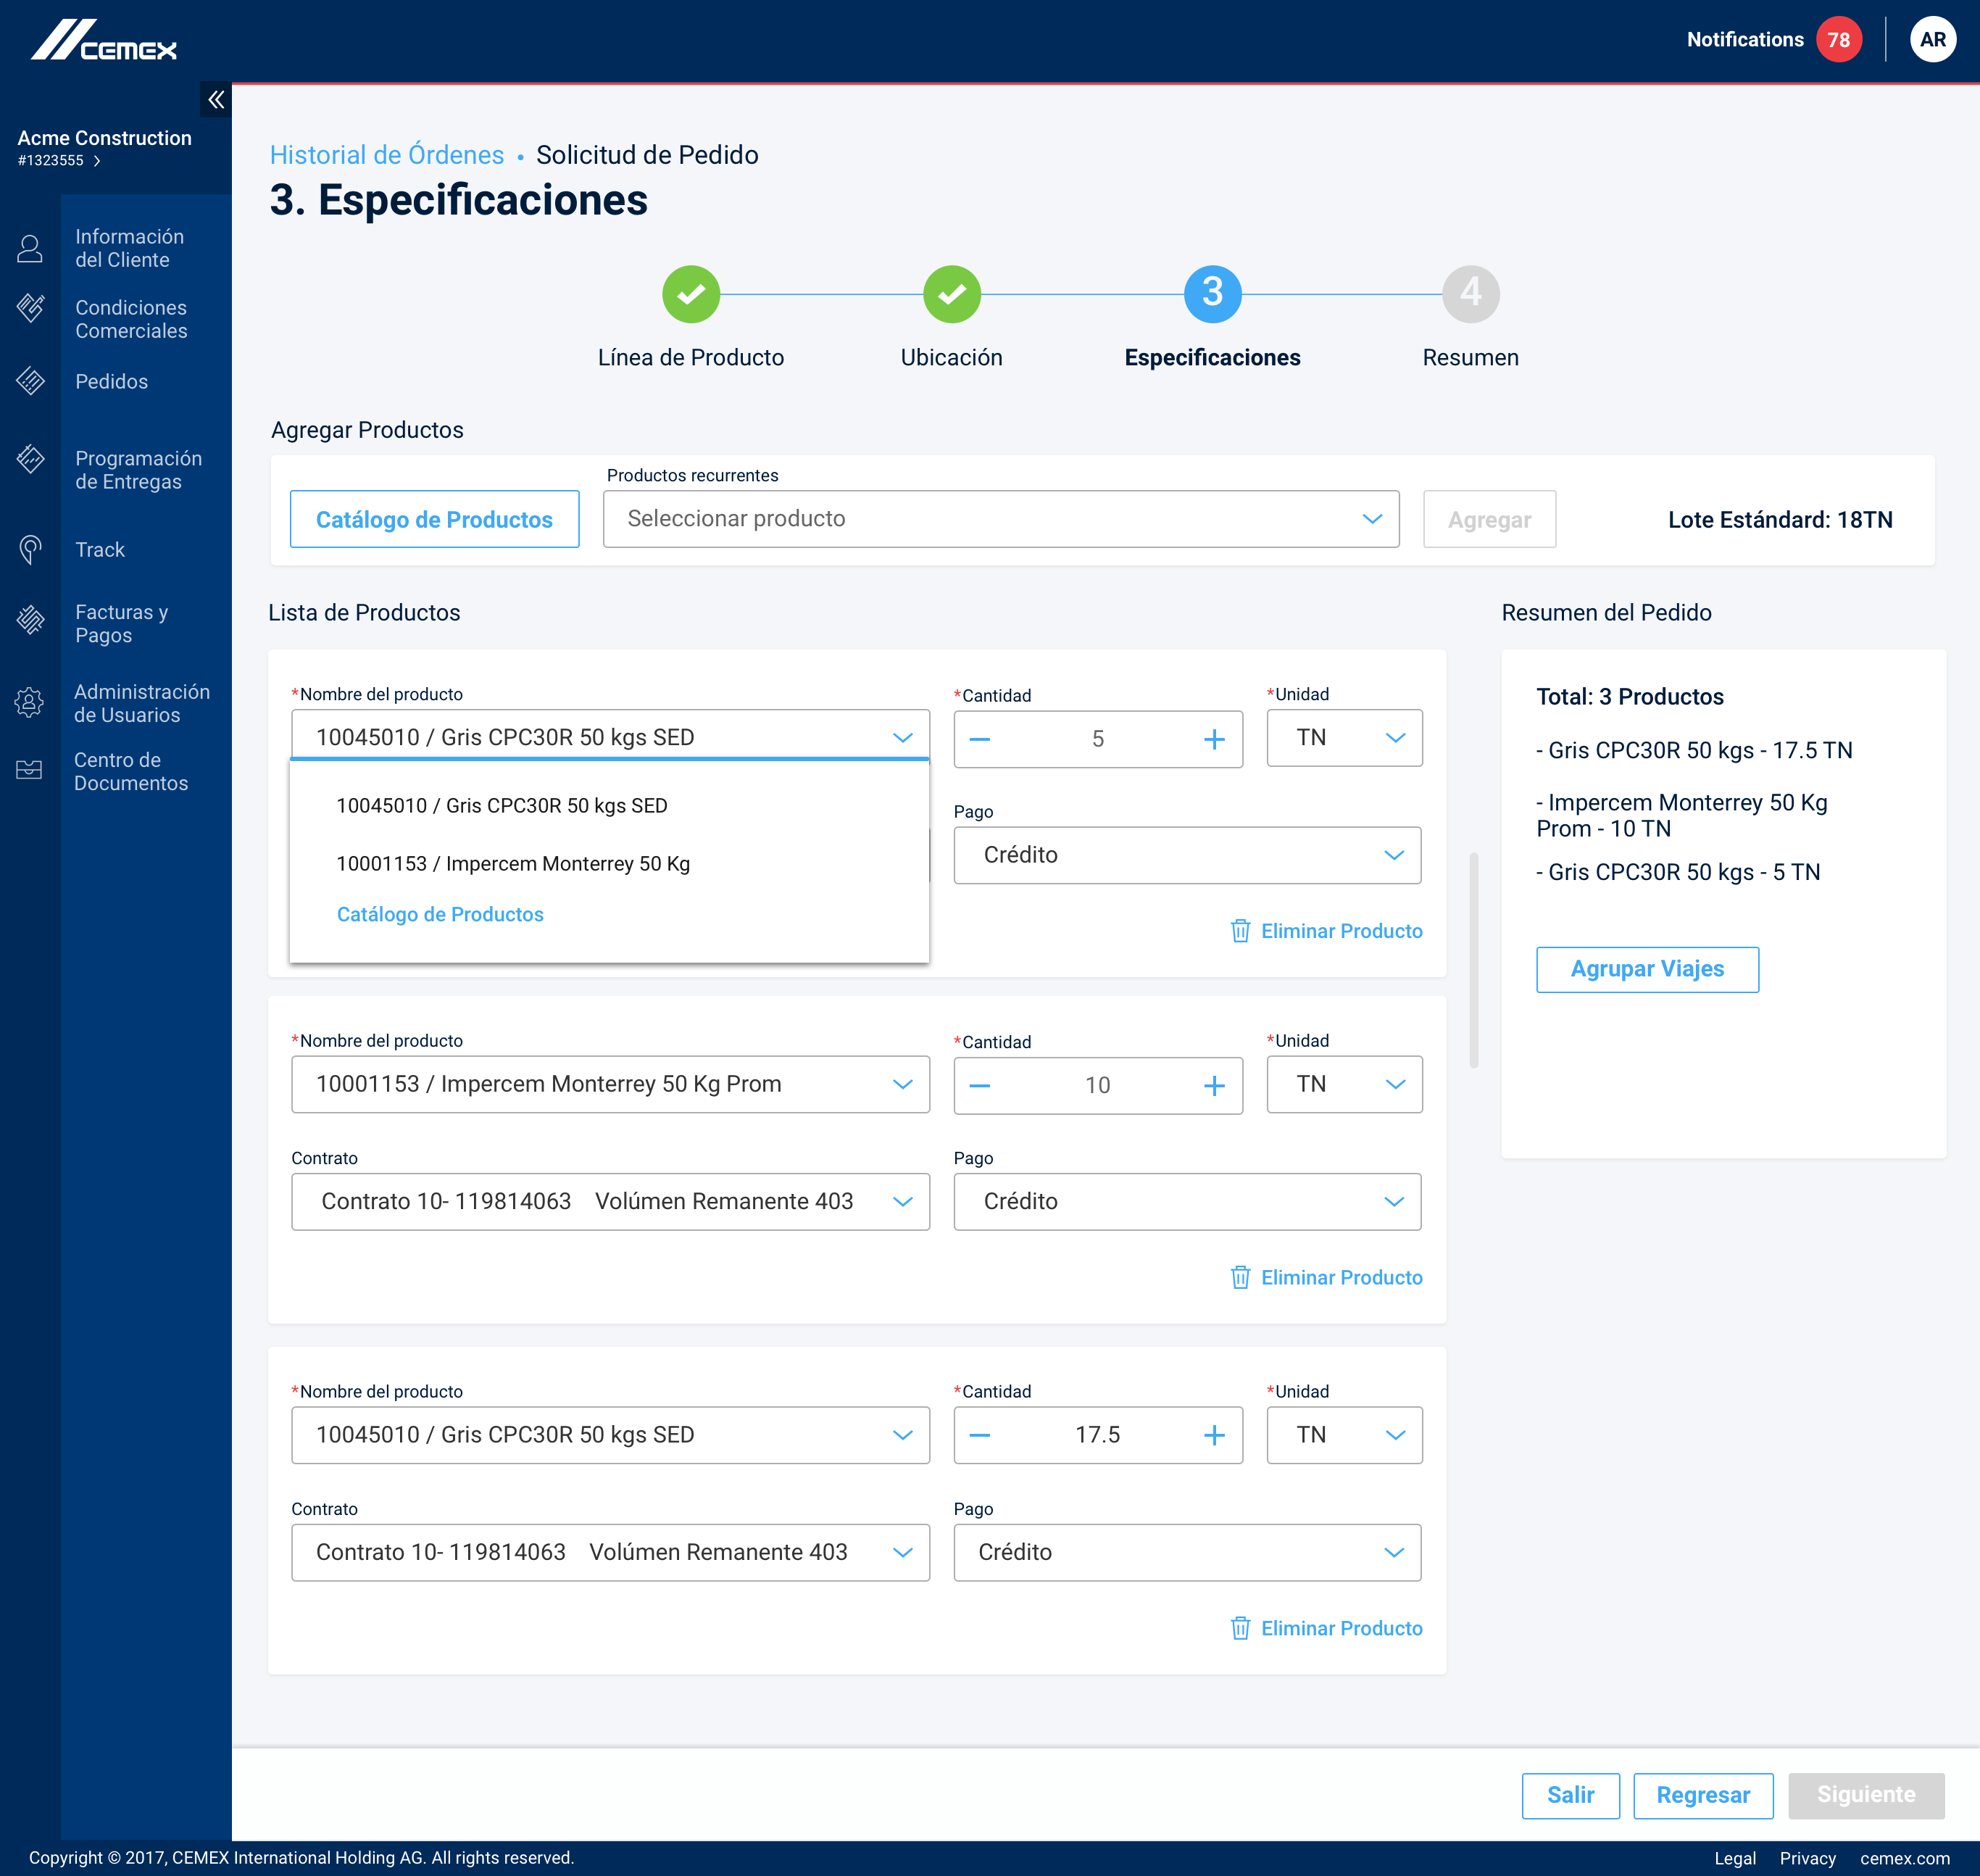 CEMEX
Notifications 78 AR
Acme Construction
#1323555
Información
del Cliente
Condiciones
Comerciales
Pedidos
Programación
de Entregas
Track
Facturas y
Pagos
Administración
de Usuarios
Centro de
Documentos
Historial de Órdenes • Solicitud de Pedido
3. Especificaciones
3 4
Línea de Producto Ubicación Especificaciones Resumen
Agregar Productos
Productos recurrentes
Catálogo de Productos Seleccionar producto Agregar Lote Estándard: 18TN
Lista de Productos
*Nombre del producto *Cantidad *Unidad
10045010 / Gris CPC30R 50 kgs SED 5 TN
10045010 / Gris CPC30R 50 kgs SED
10001153 / Impercem Monterrey 50 Kg
Catálogo de Productos
Pago
Crédito
Eliminar Producto
*Nombre del producto *Cantidad *Unidad
10001153 / Impercem Monterrey 50 Kg Prom 10 TN
Contrato Pago
Contrato 10- 119814063 Volúmen Remanente 403 Crédito
Eliminar Producto
*Nombre del producto *Cantidad *Unidad
10045010 / Gris CPC30R 50 kgs SED 17.5 TN
Contrato Pago
Contrato 10- 119814063 Volúmen Remanente 403 Crédito
Eliminar Producto
Resumen del Pedido
Total: 3 Productos
- Gris CPC30R 50 kgs - 17.5 TN
- Impercem Monterrey 50 Kg
Prom - 10 TN
- Gris CPC30R 50 kgs - 5 TN
Agrupar Viajes
Salir Regresar Siguiente
Copyright © 2017, CEMEX International Holding AG. All rights reserved. Legal Privacy cemex.com